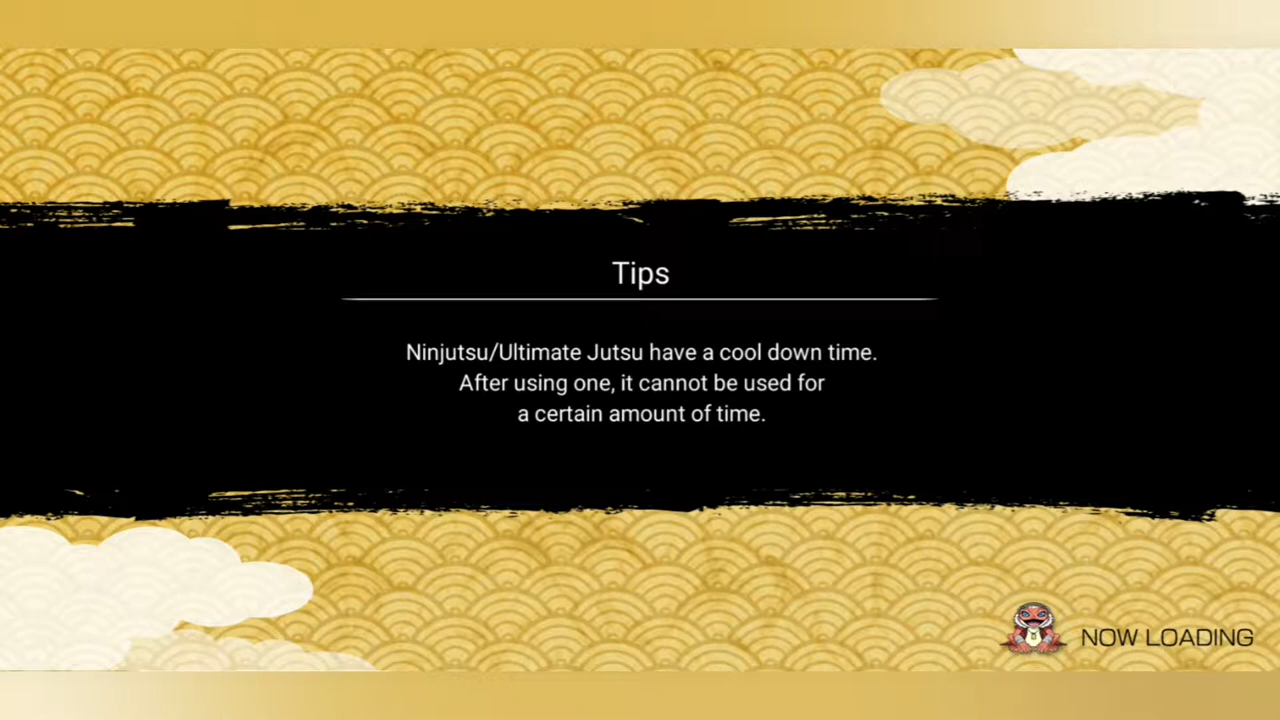 Tips
Ninjutsu/Ultimate Jutsu have a cool down time.
After using one, it cannot be used for
a certain amount of time.
NOW LOADING